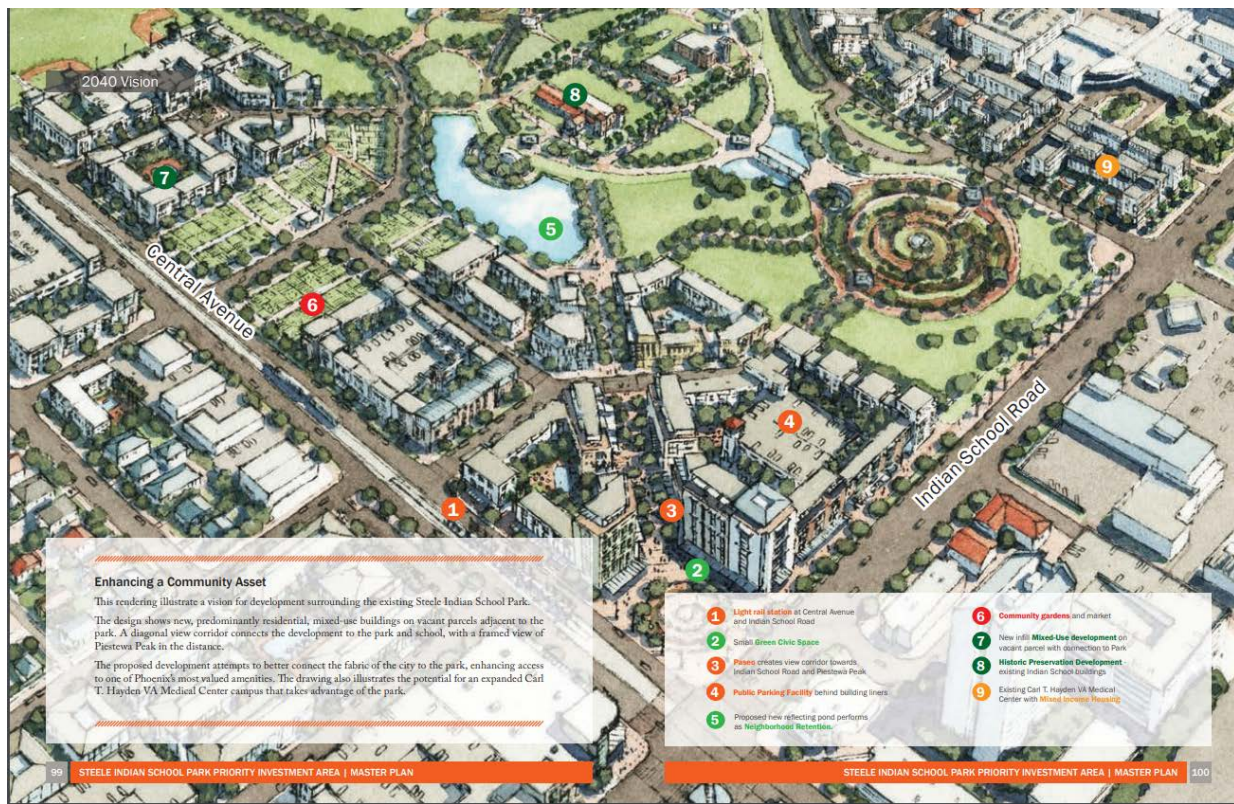 2040 Vision
8
7
9
5
Central Avenue
6
4
Indian School Road
1
3
2
Enhancing a Community Asset
This rendering illustrate a vision for development surrounding the existing Steele Indian School Park.
The design shows new, predominantly residential, mixed-use buildings on vacant parcels adjacent to the
park. A diagonal view corridor connects the development to the park and school, with a framed view of
Piestewa Peak in the distance.
The proposed development attempts to better connect the fabric of the city to the park, enhancing access
to one of Phoenix's most valued amenities. The drawing also illustrates the potential for an expanded Carl
T. Hayden VA Medical Center campus that takes advantage of the park.
1 Light rail station at Central Avenue
and Indian School Road
2 Small Green Civic Space
3 Paseo creates view corridor towards
Indian School Road and Piestewa Peak
4 Public Parking Facility behind building liners
5 Proposed new reflecting pond performs
as Neighborhood Retention.
6 Community gardens and market
7 New infill Mixed-Use development on
vacant parcel with connection to Park
8 Historic Preservation Development
existing Indian School buildings
9 Existing Carl T. Hayden VA Medical
Center with Mixed Income Housing
99 STEELE INDIAN SCHOOL PARK PRIORITY INVESTMENT AREA | MASTER PLAN
STEELE INDIAN SCHOOL PARK PRIORITY INVESTMENT AREA | MASTER PLAN 100